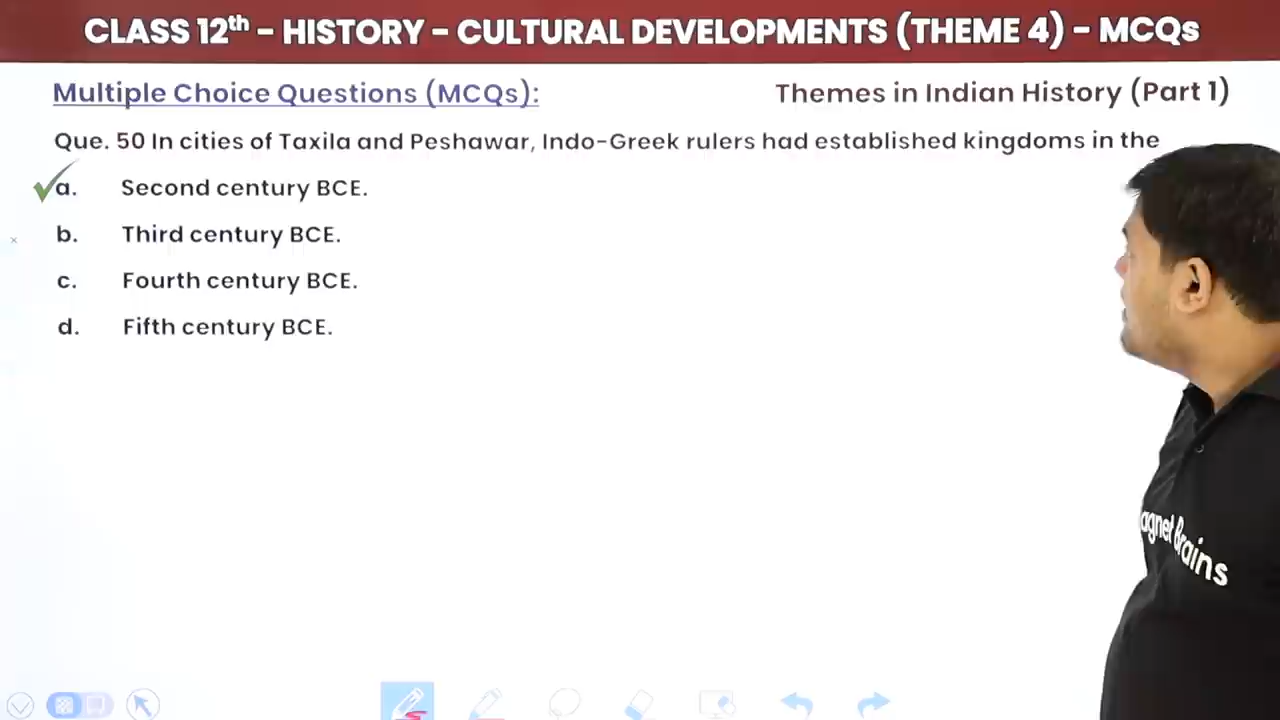 CLASS 12th – HISTORY – CULTURAL DEVELOPMENTS (THEME 4) – MCQs
Multiple Choice Questions (MCQs):
Themes in Indian History (Part 1)
Que. 50 In cities of Taxila and Peshawar, Indo-Greek rulers had established kingdoms in the
a. Second century BCE.
b. Third century BCE.
c. Fourth century BCE.
d. Fifth century BCE.
agnet Brains